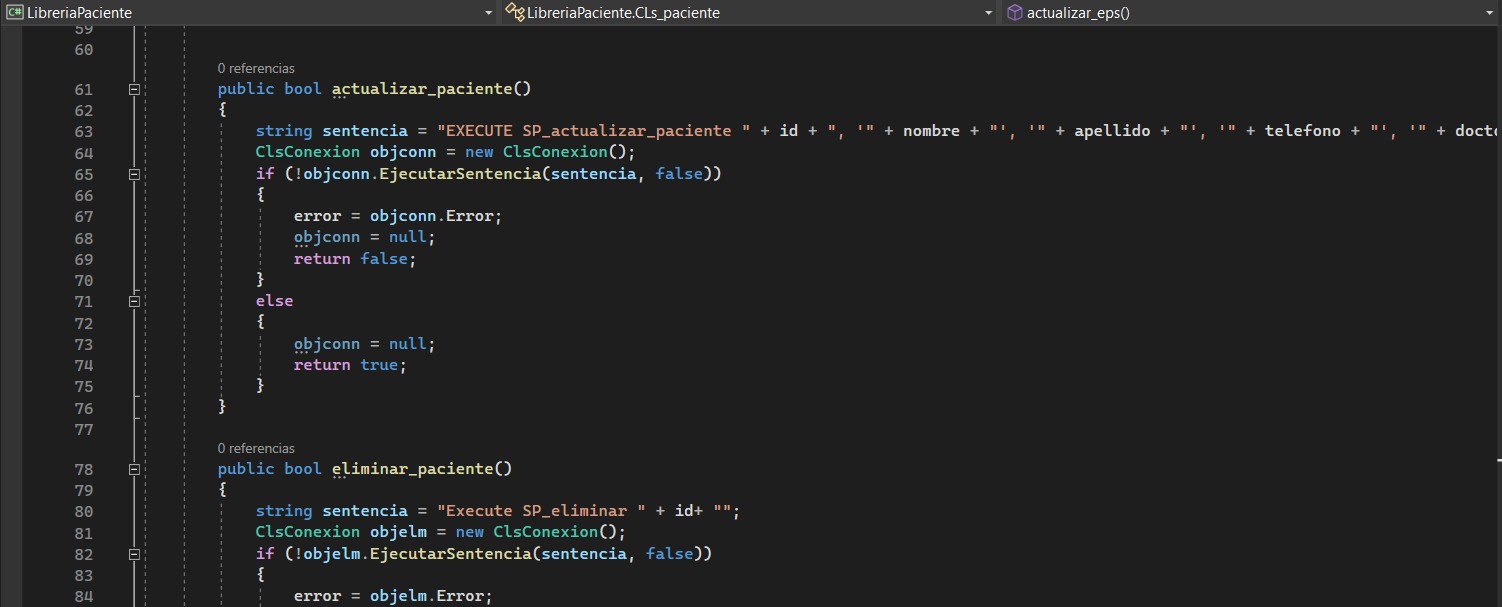 LibreriaPaciente
LibreriaPaciente.CLs_paciente
actualizar_eps()
59
60
0 referencias
61 public bool actualizar_paciente()
62 {
63 string sentencia = "EXECUTE SP_actualizar_paciente " + id + ", '" + nombre + "', '" + apellido + "', '" + telefono + "', '" + docto
64 ClsConexion objconn = new ClsConexion();
65 if (!objconn.EjecutarSentencia(sentencia, false))
66 {
67 error = objconn.Error;
68 objconn = null;
69 return false;
70 }
71 else
72 {
73 objconn = null;
74 return true;
75 }
76 }
77
0 referencias
78 public bool eliminar_paciente()
79 {
80 string sentencia = "Execute SP_eliminar " + id+ "";
81 ClsConexion objelm = new ClsConexion();
82 if (!objelm.EjecutarSentencia(sentencia, false))
83 {
84 error = objelm.Error;